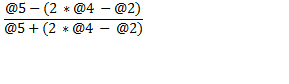 @5 − (2 ∗ @4 − @2)
@5 + (2 ∗ @4 − @2)